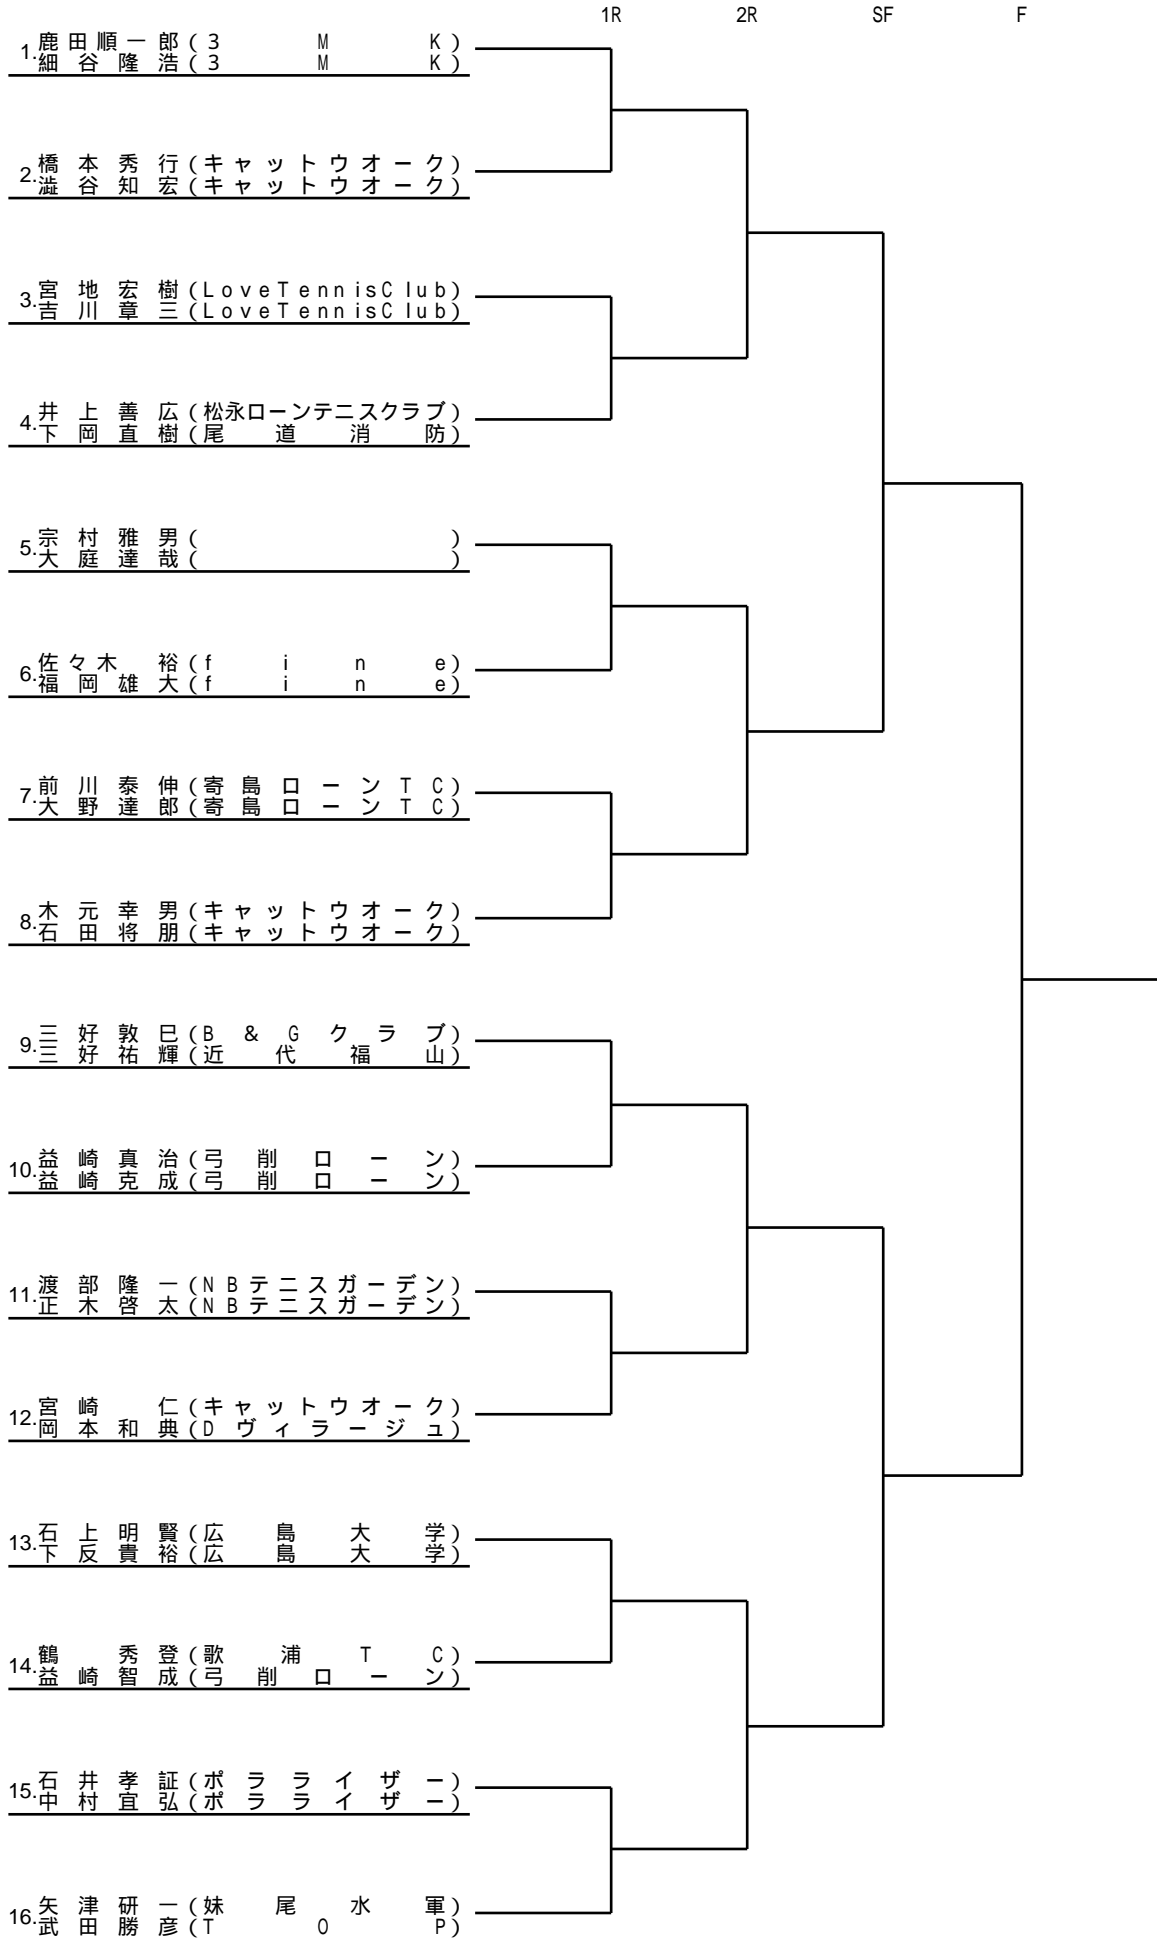 1R 2R SF F
1. 鹿田順一郎(3MK)
細谷隆浩(3MK)
2. 橋本秀行(キャットウオーク)
澁谷知宏(キャットウオーク)
3. 宮地宏樹(LoveTennisClub)
吉川章三(LoveTennisClub)
4. 井上善広(松永ローンテニスクラブ)
下岡直樹(尾道消防)
5. 宗村雅男( )
大庭達哉( )
6. 佐々木 裕(fine)
福岡雄大(fine)
7. 前川泰伸(寄島ローンTC)
大野達郎(寄島ローンTC)
8. 木元幸男(キャットウオーク)
石田将朋(キャットウオーク)
9. 三好敦巳(B&Gクラブ)
三好祐輝(近代福山)
10. 益崎真治(弓削ローン)
益崎克成(弓削ローン)
11. 渡部隆一(NBテニスガーデン)
正木啓太(NBテニスガーデン)
12. 宮崎 仁(キャットウオーク)
岡本和典(Dヴィラージュ)
13. 石上明賢(広島大学)
下反貴裕(広島大学)
14. 鶴 秀登(歌浦TC)
益崎智成(弓削ローン)
15. 石井孝証(ポラライザー)
中村宜弘(ポラライザー)
16. 矢津研一(妹尾水軍)
武田勝彦(TOP)